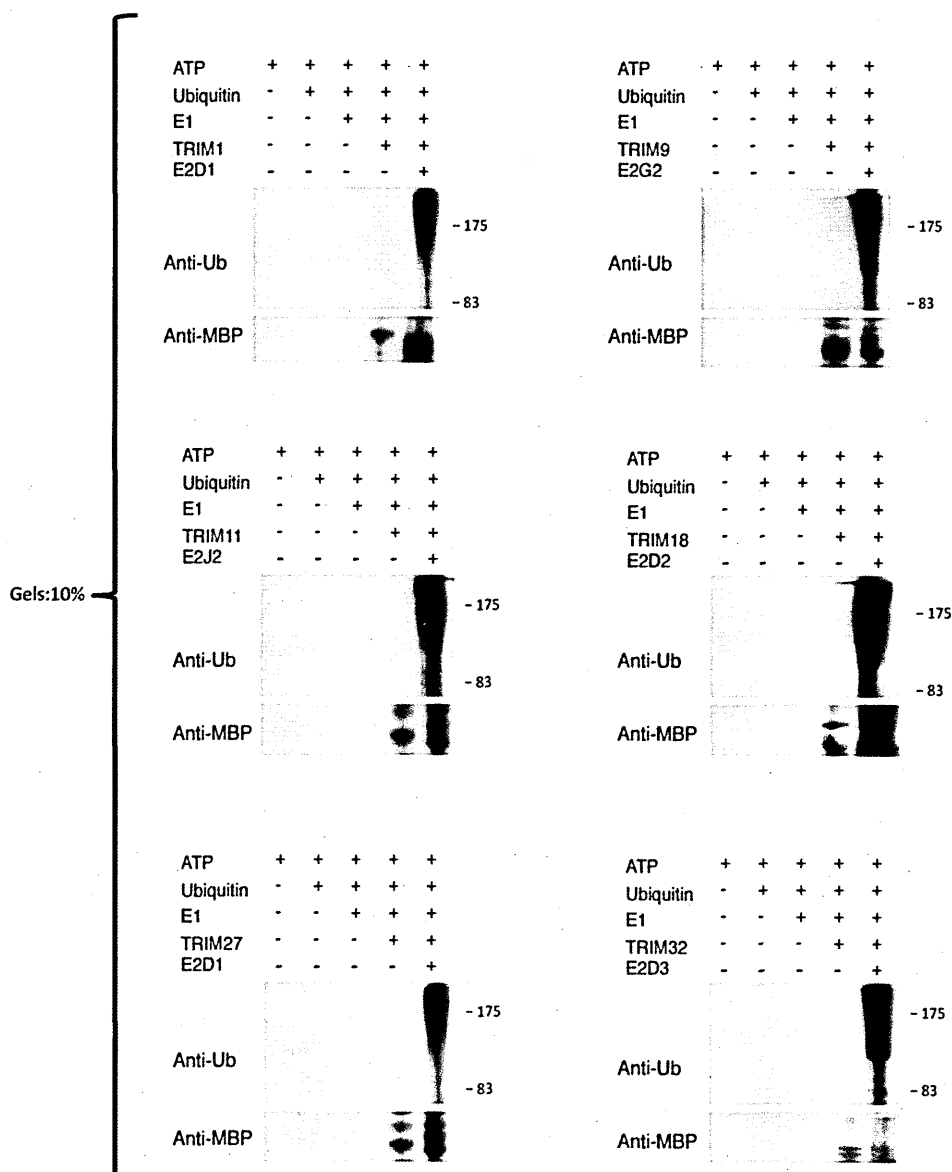 ATP + + + + +
Ubiquitin - + + + +
E1 - - + + +
TRIM1 - - - + +
E2D1 - - - - +
- 175
Anti-Ub
- 83
Anti-MBP
ATP + + + + +
Ubiquitin - + + + +
E1 - - + + +
TRIM9 - - - + +
E2G2 - - - - +
- 175
Anti-Ub
- 83
Anti-MBP
Gels:10%
ATP + + + + +
Ubiquitin - + + + +
E1 - - + + +
TRIM11 - - - + +
E2J2 - - - - +
- 175
Anti-Ub
- 83
Anti-MBP
ATP + + + + +
Ubiquitin - + + + +
E1 - - + + +
TRIM18 - - - + +
E2D2 - - - - +
- 175
Anti-Ub
- 83
Anti-MBP
ATP + + + + +
Ubiquitin - + + + +
E1 - - + + +
TRIM27 - - - + +
E2D1 - - - - +
- 175
Anti-Ub
- 83
Anti-MBP
ATP + + + + +
Ubiquitin - + + + +
E1 - - + + +
TRIM32 - - - + +
E2D3 - - - - +
- 175
Anti-Ub
- 83
Anti-MBP